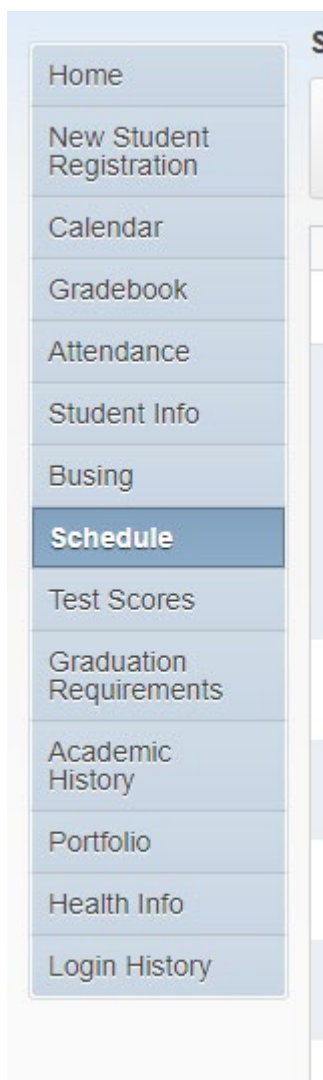 Home
New Student
Registration
Calendar
Gradebook
Attendance
Student Info
Busing
Schedule
Test Scores
Graduation
Requirements
Academic
History
Portfolio
Health Info
Login History